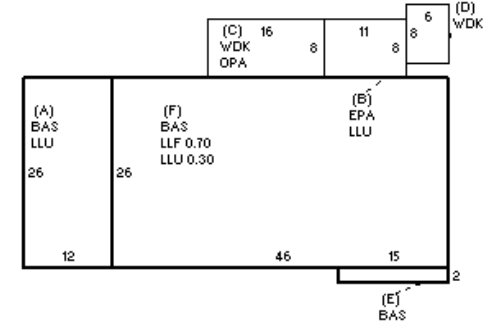 (C) 16
WDK
OPA
8
11
8
6
8
(D)
WDK
(A)
BAS
LLU
26
(F)
BAS
LLF 0.70
LLU 0.30
26
(B)
EPA
LLU
12
46
15
2
(E)
BAS